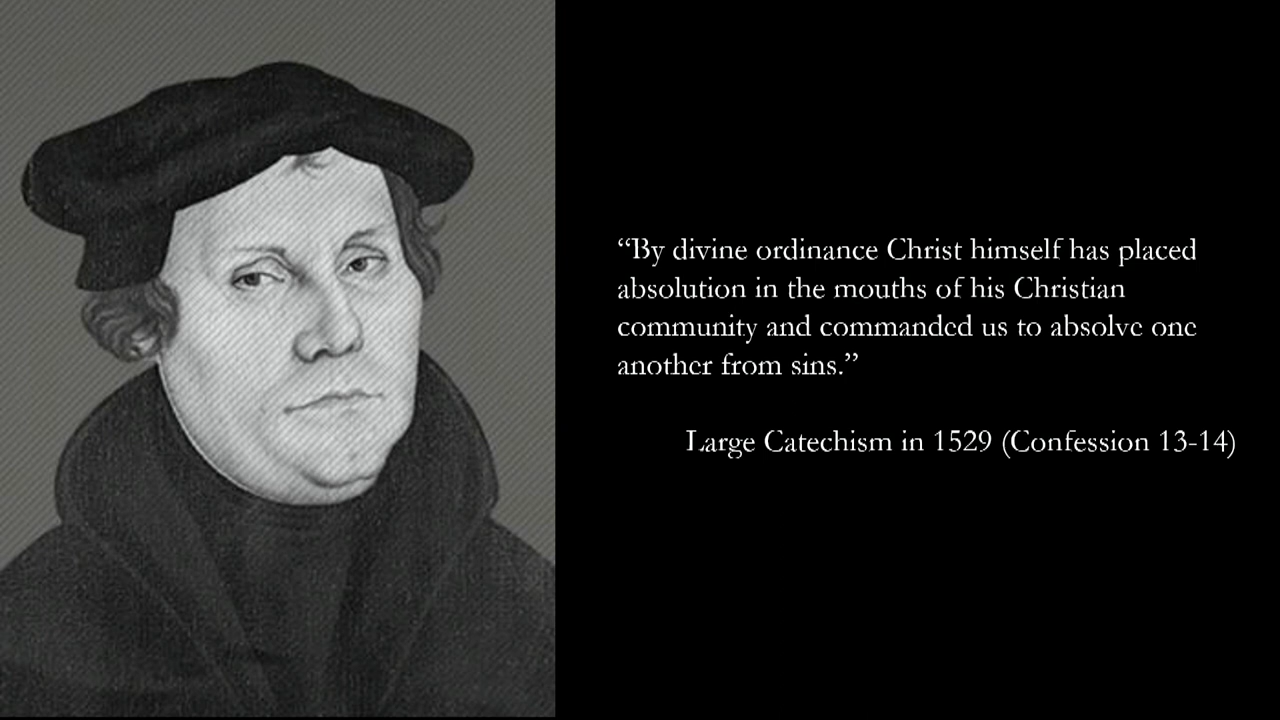 “By divine ordinance Christ himself has placed
absolution in the mouths of his Christian
community and commanded us to absolve one
another from sins.”
Large Catechism in 1529 (Confession 13-14)